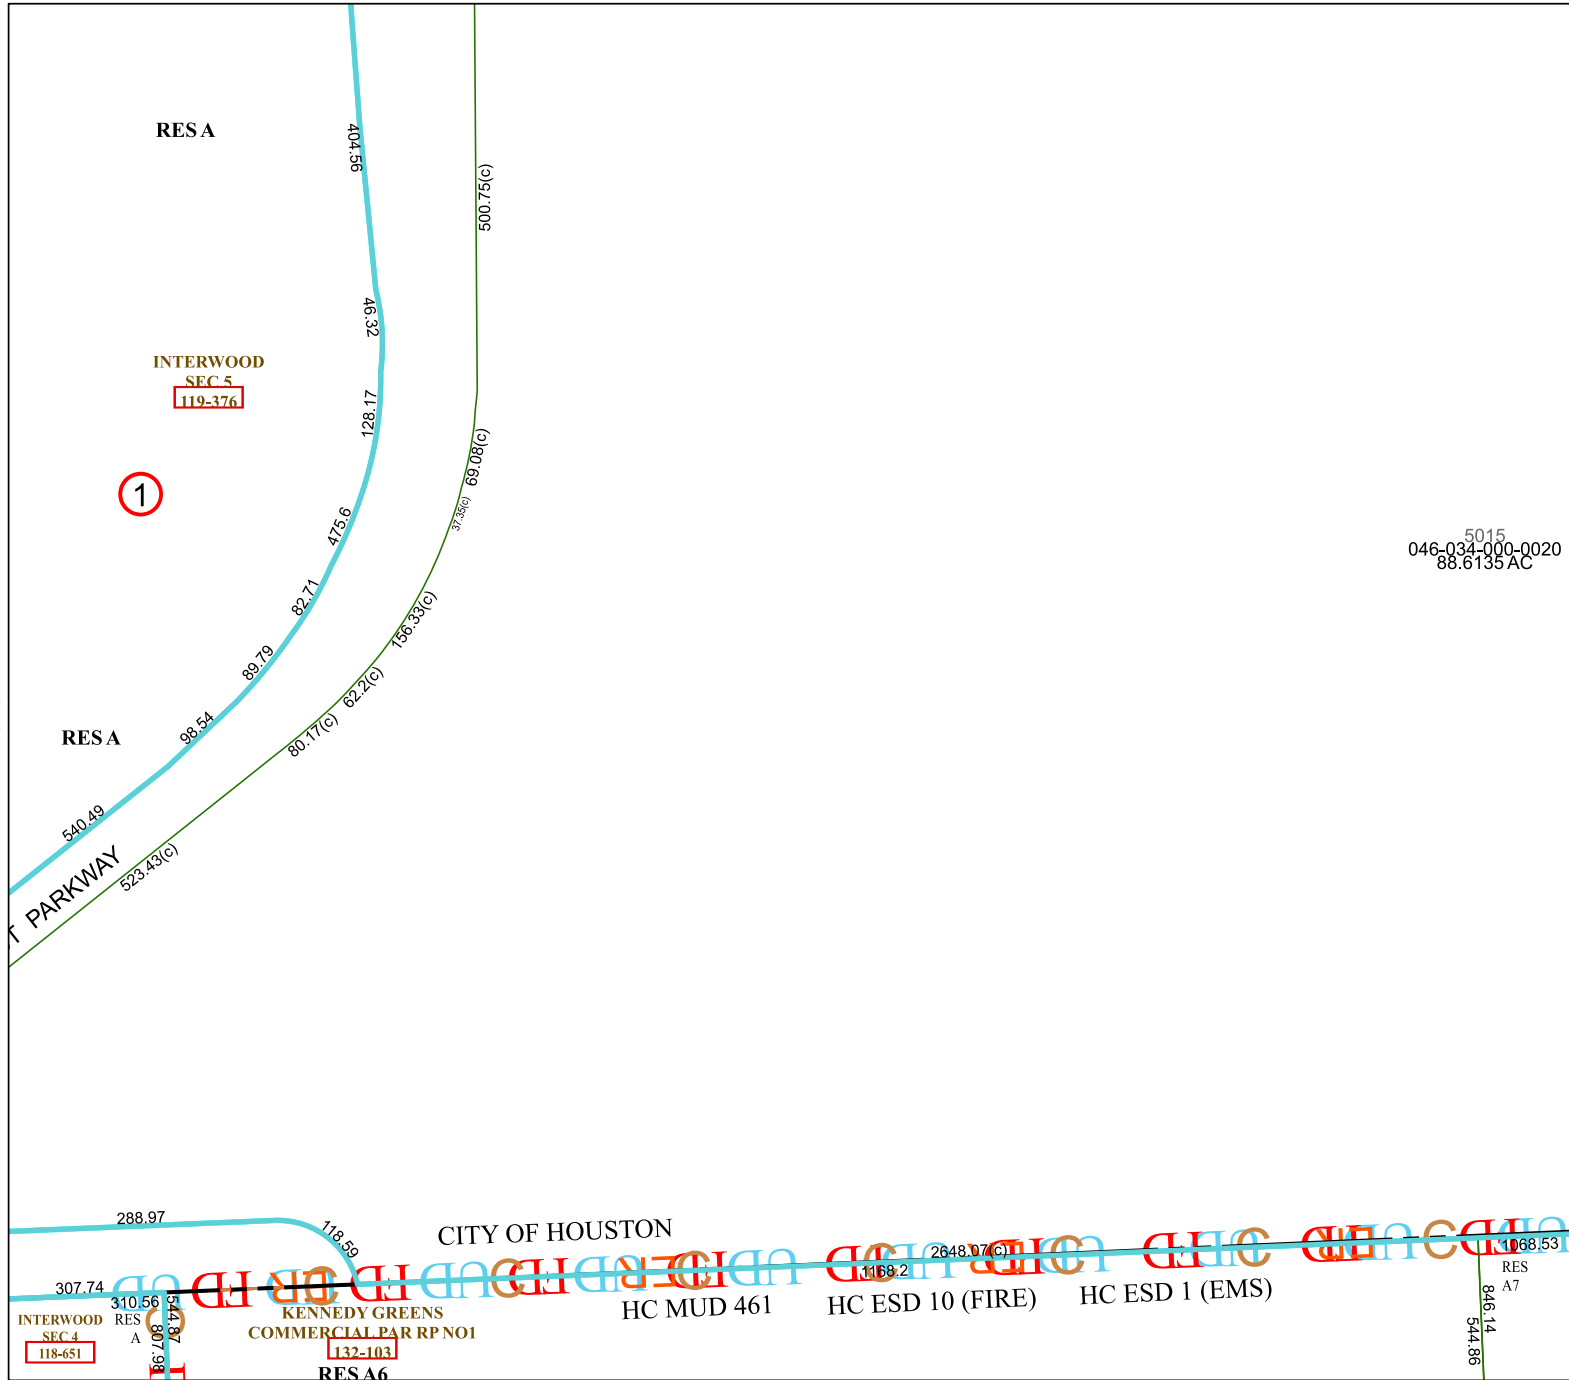 RES A
404.56
500.75(c)
46.32
INTERWOOD
SEC 5
119-376
128.17
69.08(c)
1
37.35(c)
475.6
5015
046-034-000-0020
88.6135 AC
82.71
156.33(c)
89.79
62.2(c)
98.54
80.17(c)
RES A
540.49
523.43(c)
T PARKWAY
288.97
118.59
CITY OF HOUSTON
2648.07(c)
1168.2
1068.53
RES
A7
307.74
310.56
RES
A
544.87
807.98
INTERWOOD
SEC 4
118-651
KENNEDY GREENS
COMMERCIAL PAR RP NO1
132-103
RES A6
HC MUD 461
HC ESD 10 (FIRE)
HC ESD 1 (EMS)
846.14
544.86